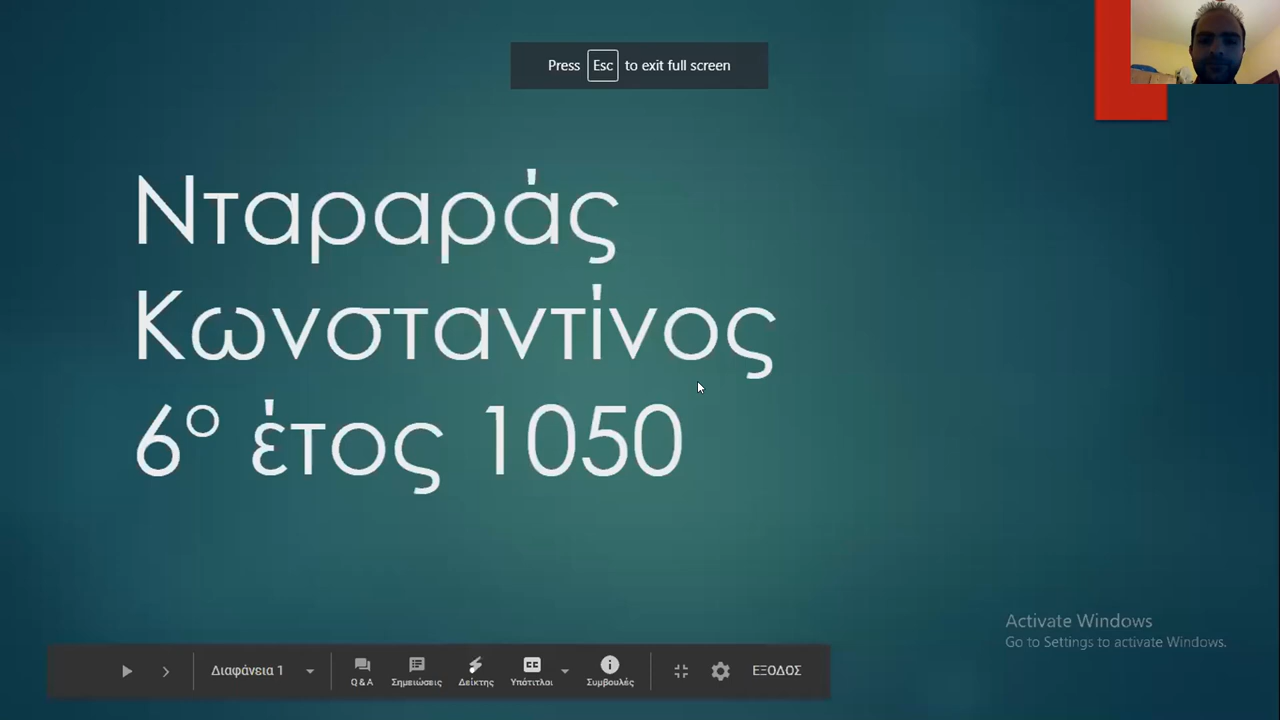 Press Esc to exit full screen
Νταραράς
Κωνσταντίνος
6ο έτος 1050
Activate Windows
Go to Settings to activate Windows.
Διαφάνεια 1
Q & A
Σημειώσεις
Δείκτης
Υπότιτλοι
Συμβουλές
ΕΞΟΔΟΣ